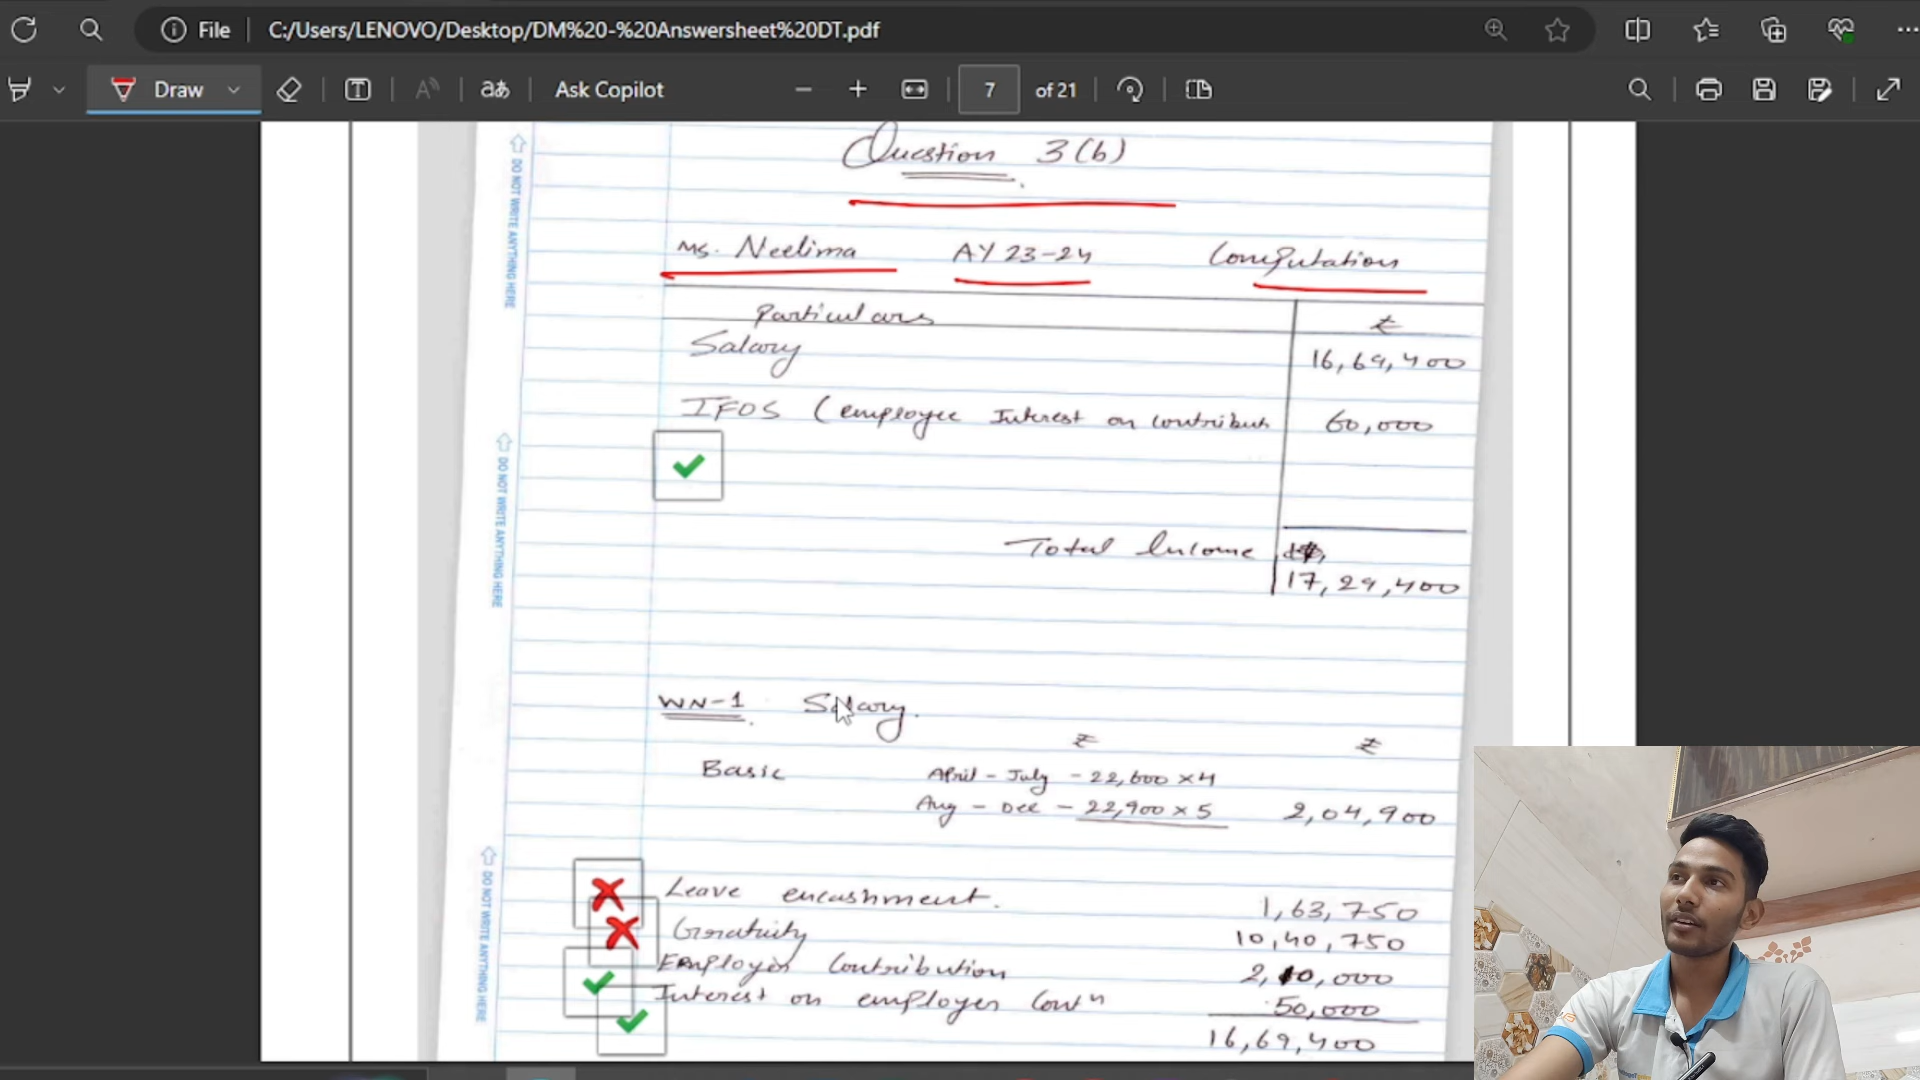 File
C:/Users/LENOVO/Desktop/DM%20-%20Answersheet%20DT.pdf
Draw
aあ
Ask Copilot
7
of 21
Question 3(b)
Ms. Neelima AY 23-24 Computation
Particulars ₹
Salary 16,69,400
IFOS (employee Interest on contribut 60,000
Total Income
17,29,400
WN-1 Salary.
₹ ₹
Basic April - July - 22,600 x 4
Aug - Dec - 22,900 x 5 2,04,900
Leave encashment. 1,63,750
Gratuity 10,40,750
Employer Contribution 2,10,000
Interest on employer Contn 50,000
16,69,400
DO NOT WRITE ANYTHING HERE
DO NOT WRITE ANYTHING HERE
DO NOT WRITE ANYTHING HERE